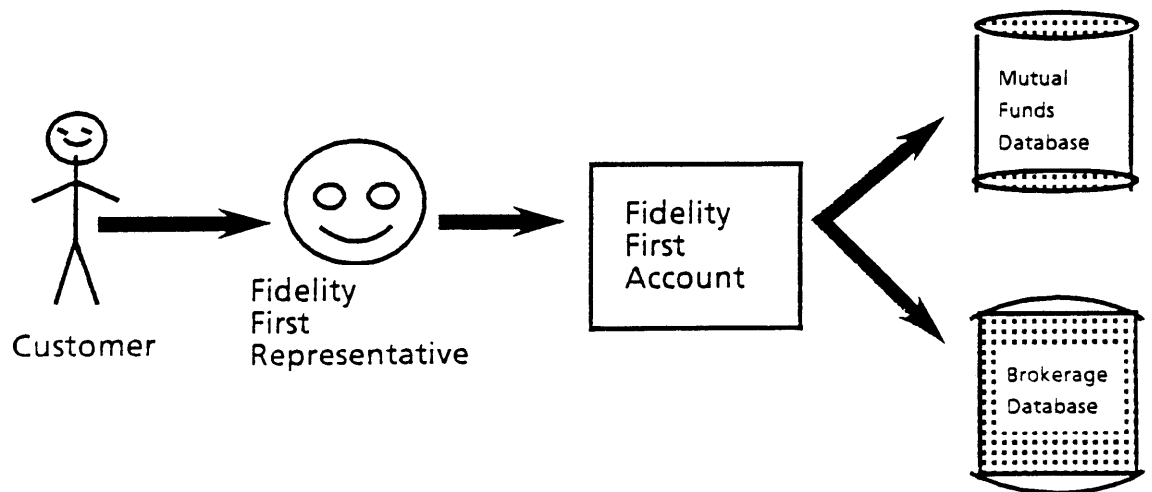 Customer
Fidelity
First
Representative
Fidelity
First
Account
Mutual
Funds
Database
Brokerage
Database